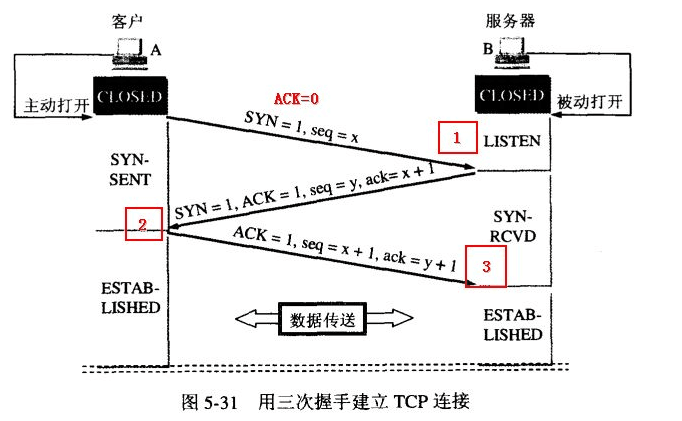 客户
服务器
A
B
CLOSED
CLOSED
主动打开
被动打开
ACK=0
SYN = 1, seq = x
1
LISTEN
SYN-
SENT
SYN = 1, ACK = 1, seq = y, ack= x + 1
2
SYN-
RCVD
ACK = 1, seq = x + 1, ack = y + 1
3
ESTAB-
LISHED
数据传送
ESTAB-
LISHED
图 5-31 用三次握手建立 TCP 连接